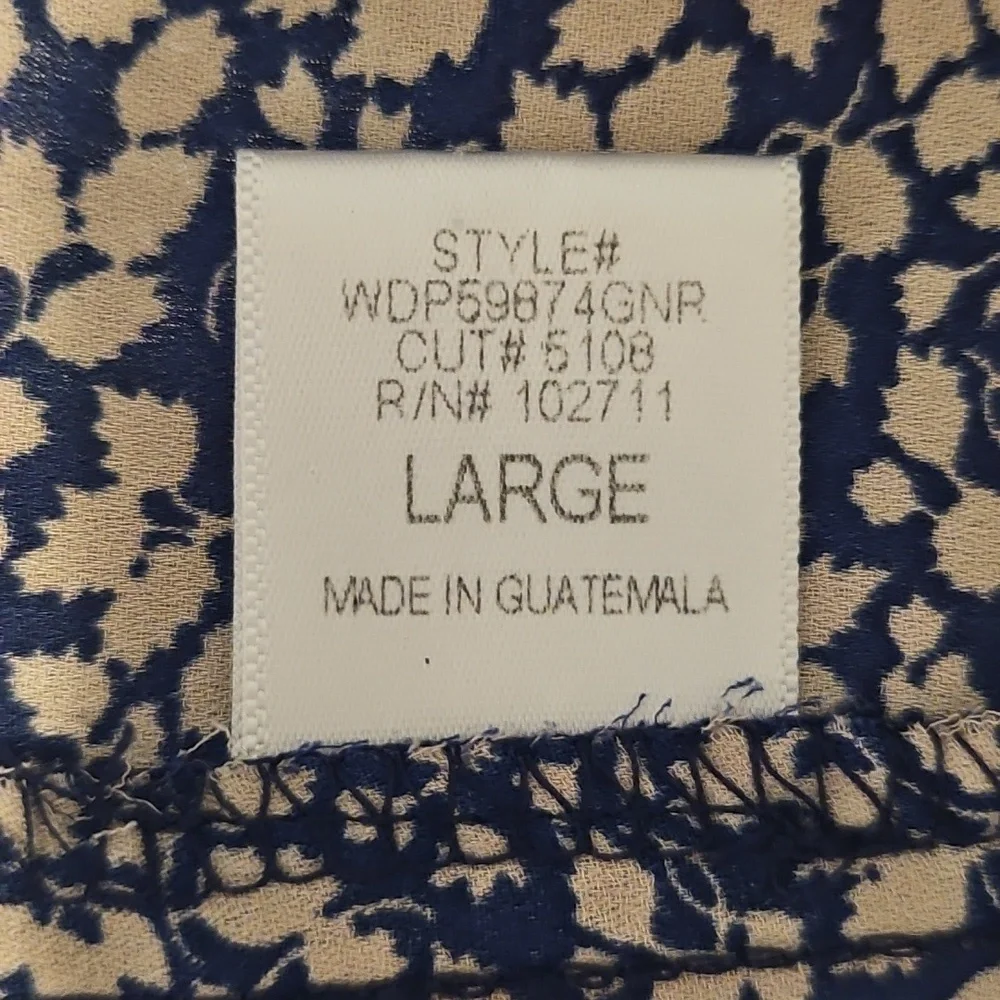 STYLE#
WDP59874GNR
CUT# 5108
R/N# 102711
LARGE
MADE IN GUATEMALA